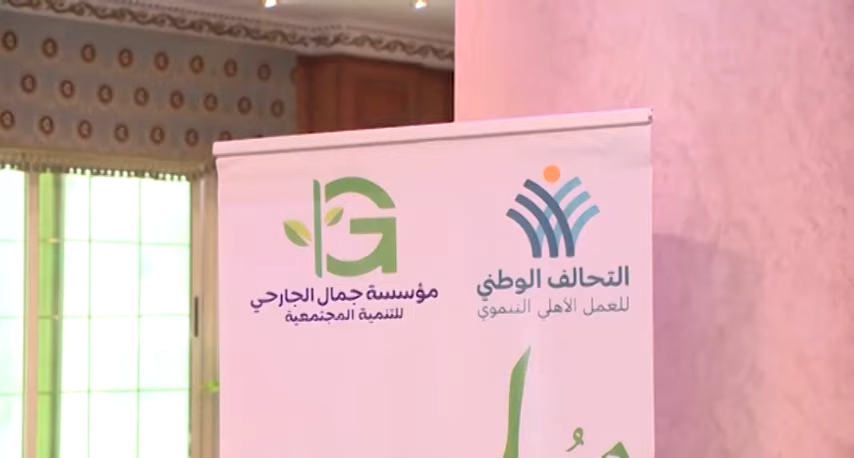 التحالف الوطني
للعمل الأهلي التنموي
مؤسسة جمال الجارحي
للتنمية المجتمعية